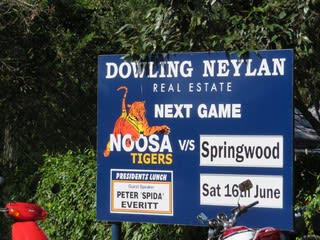 DOWLING NEYLAN
REAL ESTATE
NEXT GAME
NOOSA V/S Springwood
TIGERS
PRESIDENTS LUNCH
Guest Speaker
PETER 'SPIDA'
EVERITT
Sat 16th June